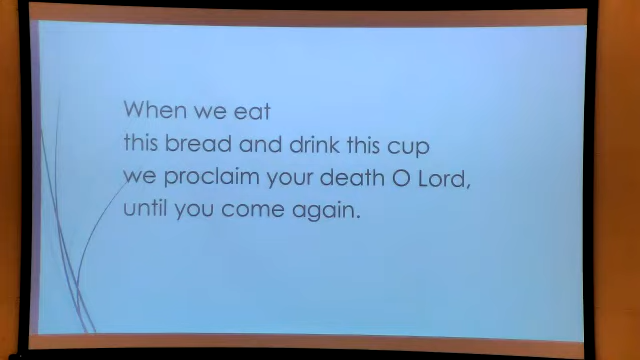 When we eat
this bread and drink this cup
we proclaim your death O Lord,
until you come again.